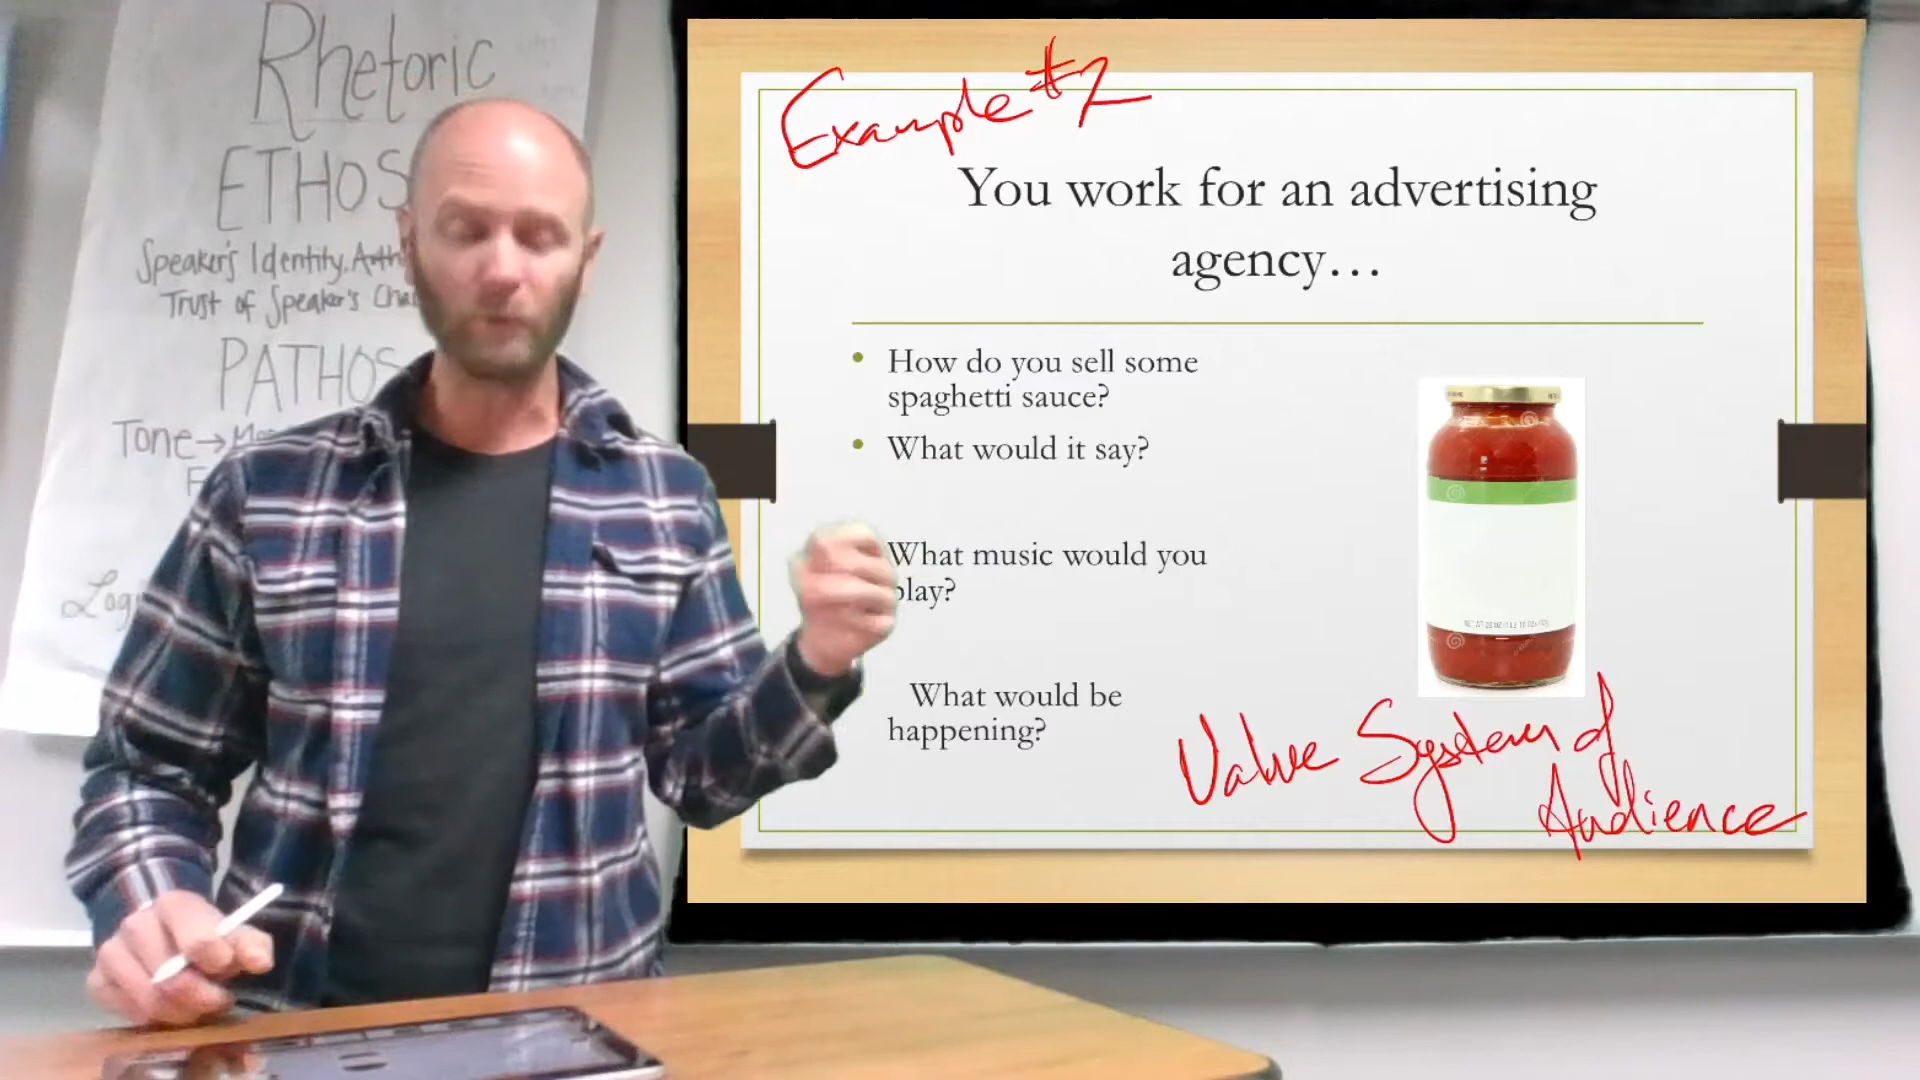 Rhetoric
ETHOS
Speaker's Identity.
Trust of Speaker's
PATHOS
Tone →
Example #2
You work for an advertising
agency…
• How do you sell some
spaghetti sauce?
• What would it say?
What music would you
play?
What would be
happening?
Value System of
Audience